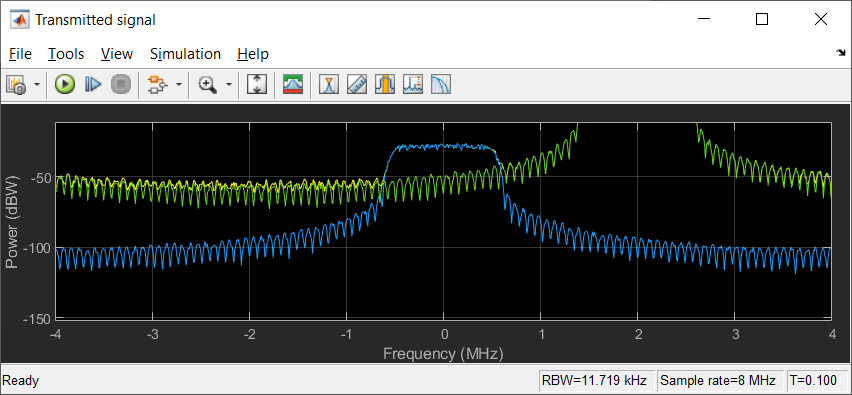 Transmitted signal
File Tools View Simulation Help
-50
-100
-150
Power (dBW)
-4 -3 -2 -1 0 1 2 3 4
Frequency (MHz)
Ready RBW=11.719 kHz Sample rate=8 MHz T=0.100